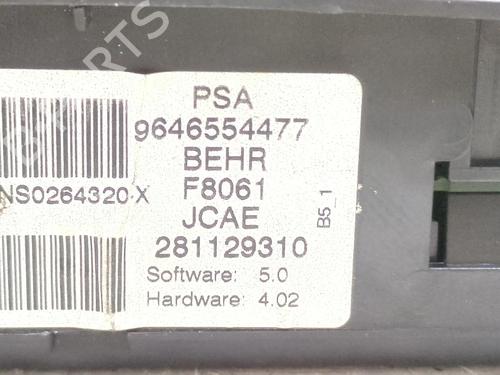 PSA
9646554477
BEHR
NS0264320 X
F8061
JCAE
281129310
Software: 5.0
Hardware: 4.02
B5_1